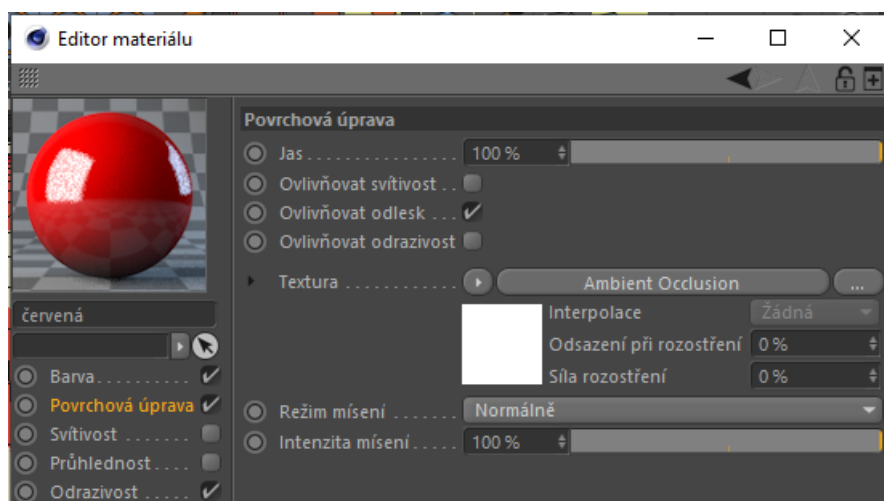 Editor materiálu
Povrchová úprava
Jas . . . . . . . . . . . . . . . . 100 %
Ovlivňovat svítivost . .
Ovlivňovat odlesk . . .
Ovlivňovat odrazivost
Textura . . . . . . . . . . . . Ambient Occlusion ...
Interpolace Žádná
Odsazení při rozostření 0 %
Síla rozostření 0 %
Režim mísení . . . . . . . Normálně
Intenzita mísení . . . . . 100 %
červená
Barva . . . . . . . . . .
Povrchová úprava
Svítivost . . . . . . .
Průhlednost . . . .
Odrazivost . . . . .